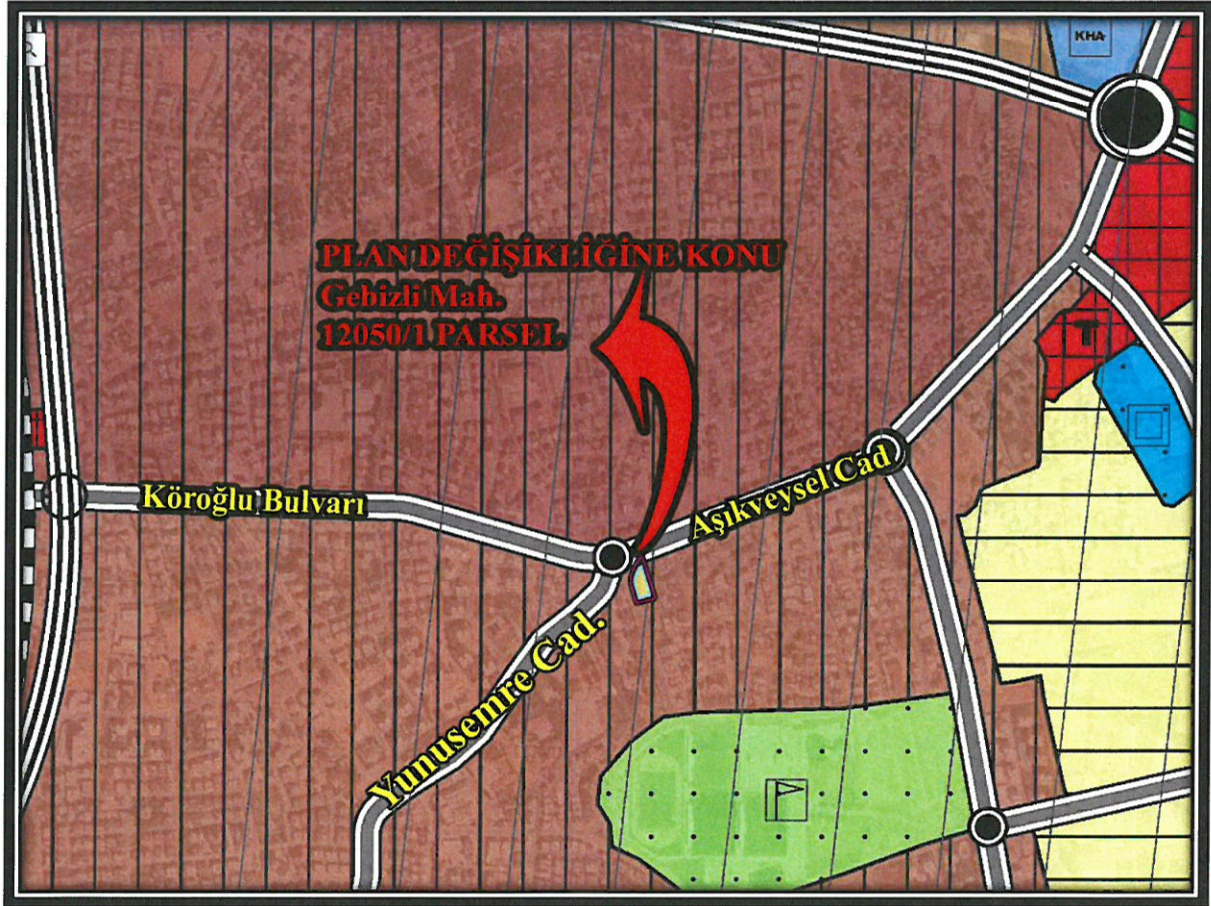 KHA
PLAN DEĞİŞİKLİĞİNE KONU
Gebizli Mah.
12050/1 PARSEL
T
Köroğlu Bulvarı
Aşıkveysel Cad
Yunusemre Cad.